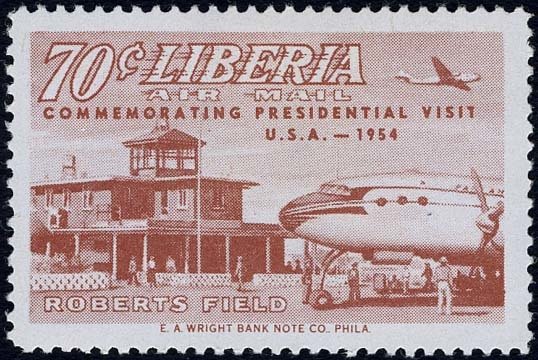 70¢ LIBERIA
AIR MAIL
COMMEMORATING PRESIDENTIAL VISIT
U.S.A. — 1954
ROBERTS FIELD
E. A. WRIGHT BANK NOTE CO., PHILA.